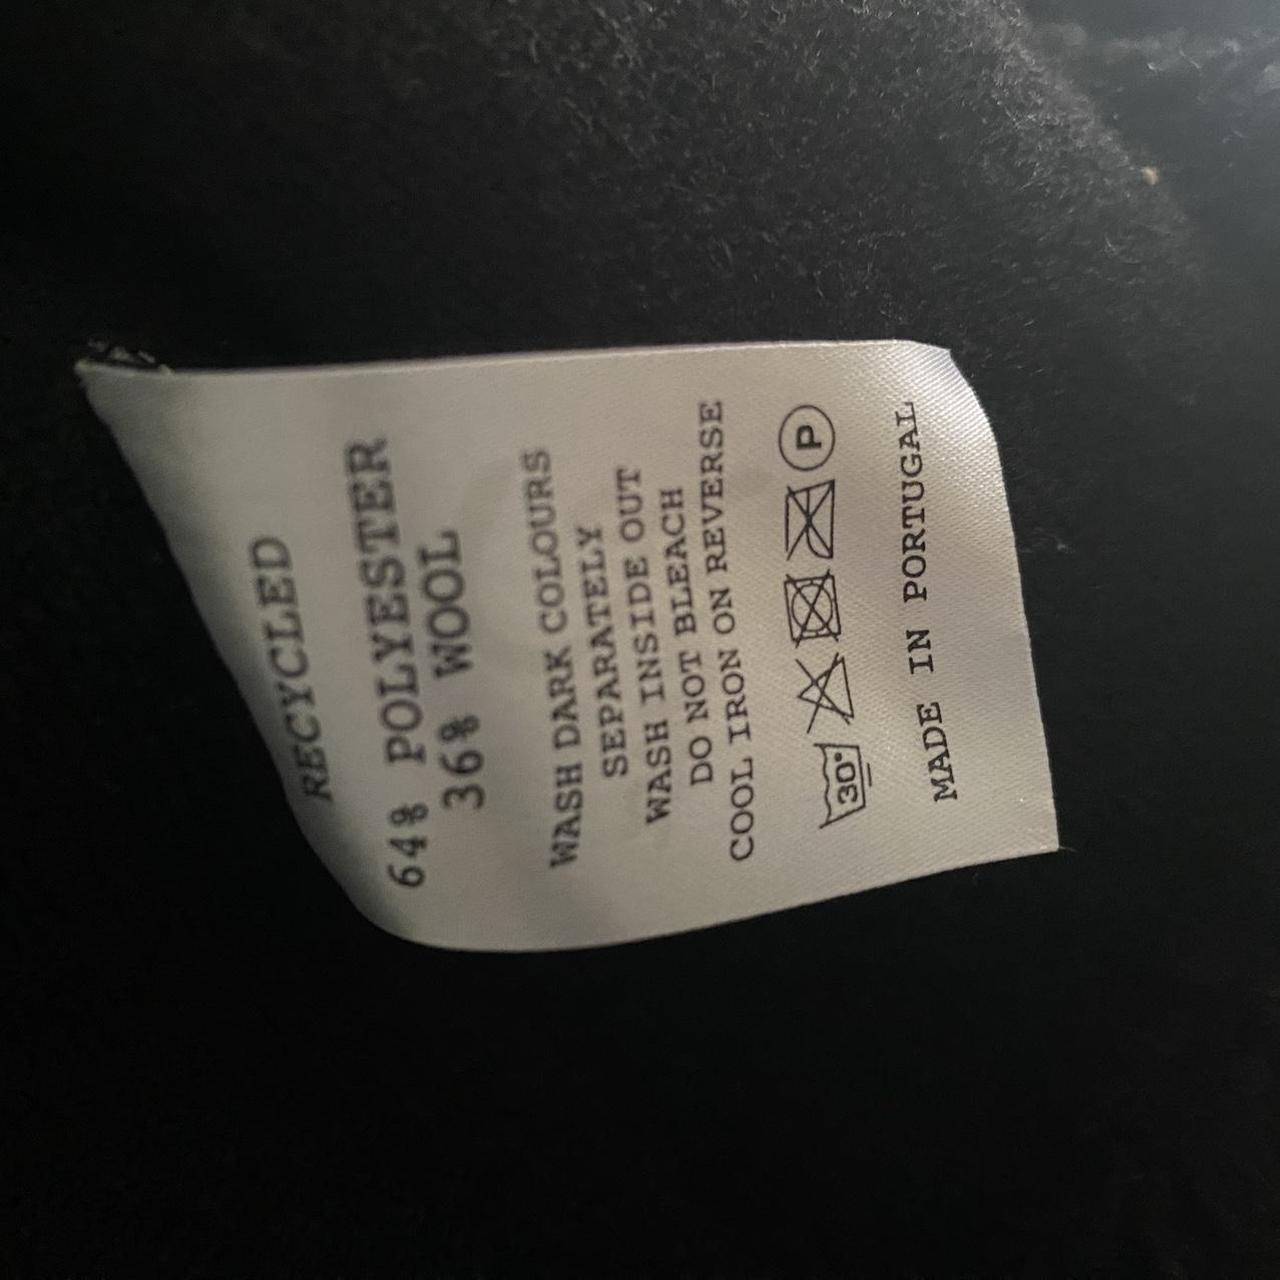 RECYCLED
64% POLYESTER
36% WOOL
WASH DARK COLOURS
SEPARATELY
WASH INSIDE OUT
DO NOT BLEACH
COOL IRON ON REVERSE
30° P
MADE IN PORTUGAL